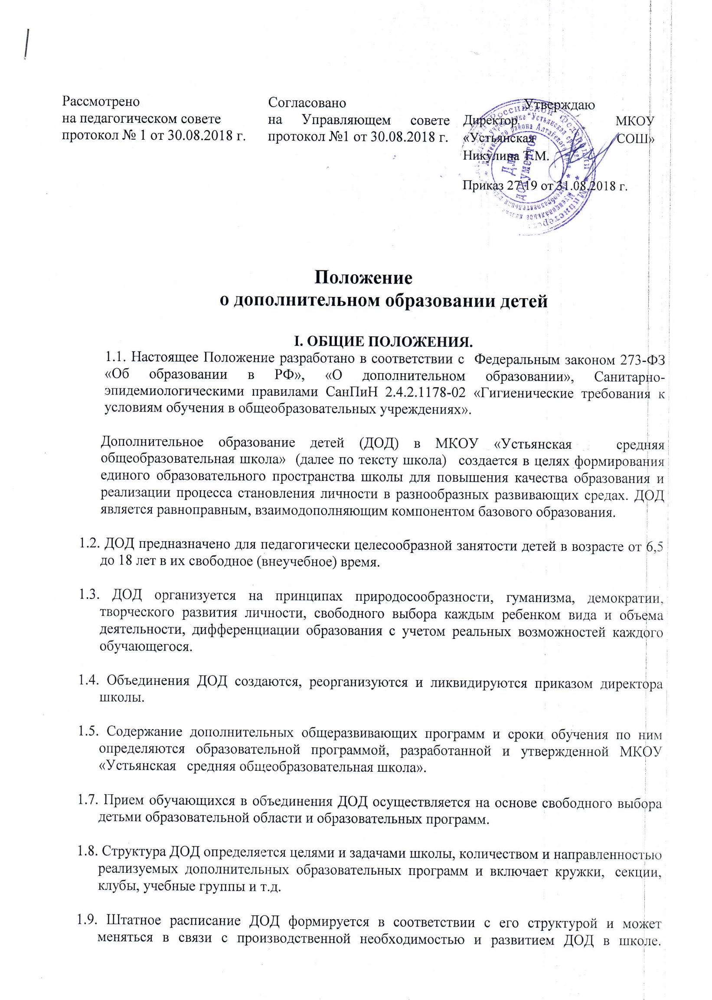 Рассмотрено
на педагогическом совете
протокол № 1 от 30.08.2018 г.
Согласовано
на Управляющем совете
протокол №1 от 30.08.2018 г.
Утверждаю
Директор МКОУ
«Устьянская СОШ»
Никулина Т.М.
Приказ 27\19 от 31.08.2018 г.
Для
документов
Положение
о дополнительном образовании детей
I. ОБЩИЕ ПОЛОЖЕНИЯ.
1.1. Настоящее Положение разработано в соответствии с Федеральным законом 273-ФЗ
«Об образовании в РФ», «О дополнительном образовании», Санитарно-
эпидемиологическими правилами СанПиН 2.4.2.1178-02 «Гигиенические требования к
условиям обучения в общеобразовательных учреждениях».
Дополнительное образование детей (ДОД) в МКОУ «Устьянская средняя
общеобразовательная школа» (далее по тексту школа) создается в целях формирования
единого образовательного пространства школы для повышения качества образования и
реализации процесса становления личности в разнообразных развивающих средах. ДОД
является равноправным, взаимодополняющим компонентом базового образования.
1.2. ДОД предназначено для педагогически целесообразной занятости детей в возрасте от 6,5
до 18 лет в их свободное (внеучебное) время.
1.3. ДОД организуется на принципах природосообразности, гуманизма, демократии,
творческого развития личности, свободного выбора каждым ребенком вида и объема
деятельности, дифференциации образования с учетом реальных возможностей каждого
обучающегося.
1.4. Объединения ДОД создаются, реорганизуются и ликвидируются приказом директора
школы.
1.5. Содержание дополнительных общеразвивающих программ и сроки обучения по ним
определяются образовательной программой, разработанной и утвержденной МКОУ
«Устьянская средняя общеобразовательная школа».
1.7. Прием обучающихся в объединения ДОД осуществляется на основе свободного выбора
детьми образовательной области и образовательных программ.
1.8. Структура ДОД определяется целями и задачами школы, количеством и направленностью
реализуемых дополнительных образовательных программ и включает кружки, секции,
клубы, учебные группы и т.д.
1.9. Штатное расписание ДОД формируется в соответствии с его структурой и может
меняться в связи с производственной необходимостью и развитием ДОД в школе.